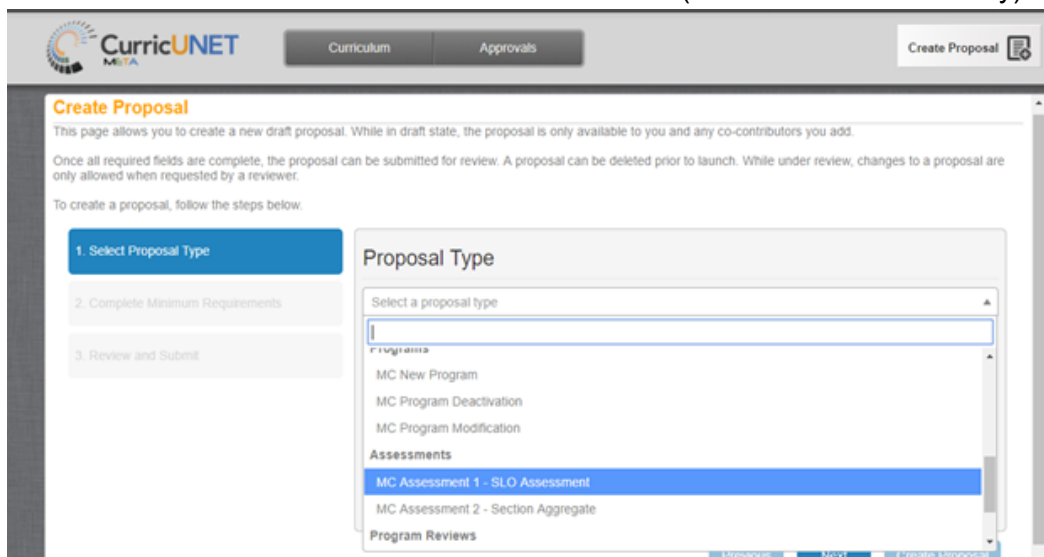 CurricUNET
META
Curriculum
Approvals
Create Proposal
Create Proposal
This page allows you to create a new draft proposal. While in draft state, the proposal is only available to you and any co-contributors you add.
Once all required fields are complete, the proposal can be submitted for review. A proposal can be deleted prior to launch. While under review, changes to a proposal are
only allowed when requested by a reviewer.
To create a proposal, follow the steps below.
1. Select Proposal Type
2. Complete Minimum Requirements
3. Review and Submit
Proposal Type
Select a proposal type
Programs
MC New Program
MC Program Deactivation
MC Program Modification
Assessments
MC Assessment 1 - SLO Assessment
MC Assessment 2 - Section Aggregate
Program Reviews
Previous
Next
Create Proposal